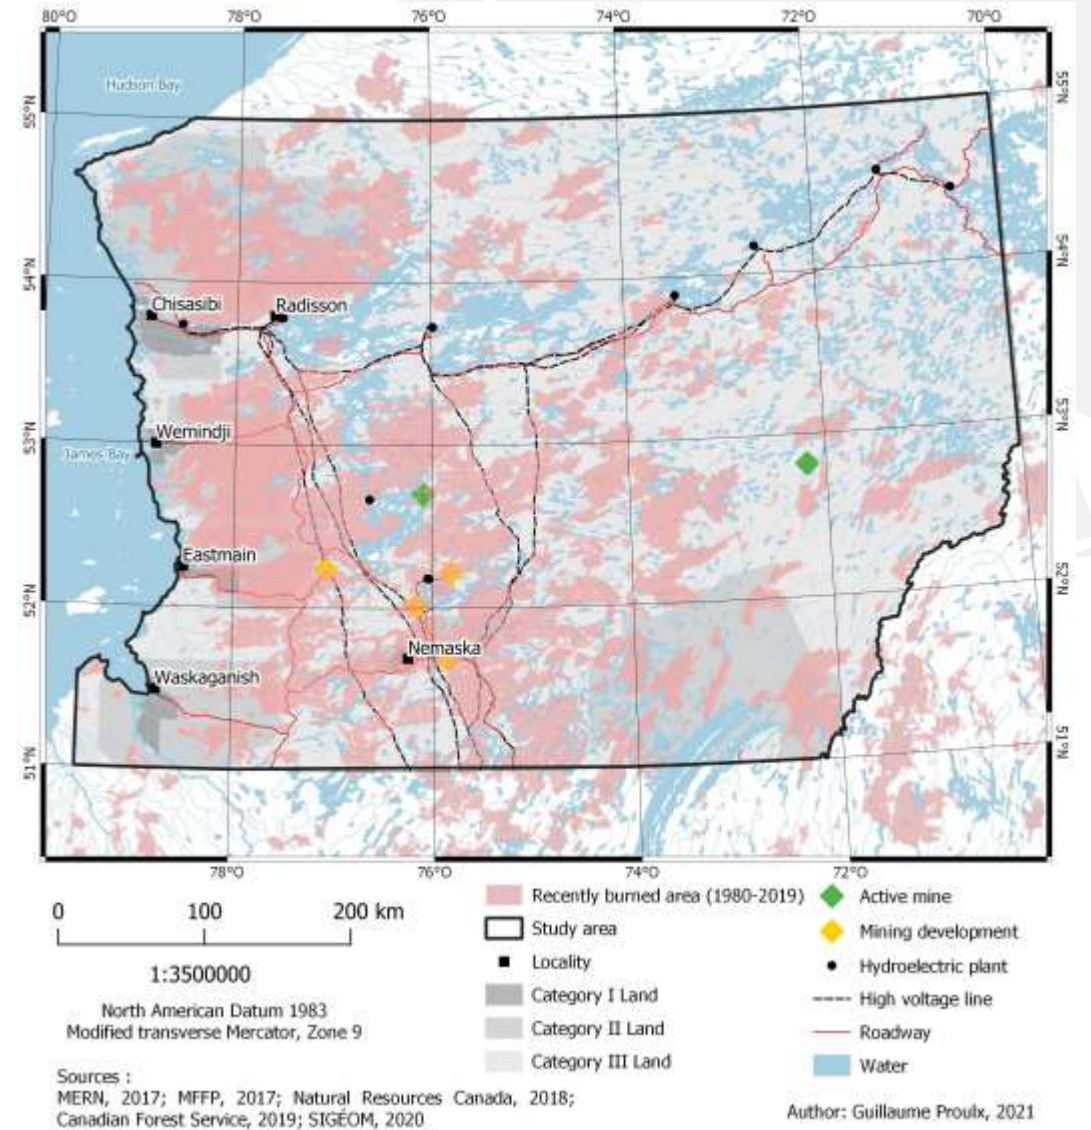 80°O 78°O 76°O 74°O 72°O 70°O
Hudson Bay
55°N
55°N
54°N
54°N
Chisasibi
Radisson
53°N
53°N
Wemindji
James Bay
Eastmain
52°N
52°N
Nemaska
Waskaganish
51°N
51°N
78°O 76°O 74°O 72°O
0 100 200 km
1:3500000
North American Datum 1983
Modified transverse Mercator, Zone 9
Sources :
MERN, 2017; MFFP, 2017; Natural Resources Canada, 2018;
Canadian Forest Service, 2019; SIGÉOM, 2020
Recently burned area (1980-2019)
Study area
Locality
Category I Land
Category II Land
Category III Land
Active mine
Mining development
Hydroelectric plant
High voltage line
Roadway
Water
Author: Guillaume Proulx, 2021